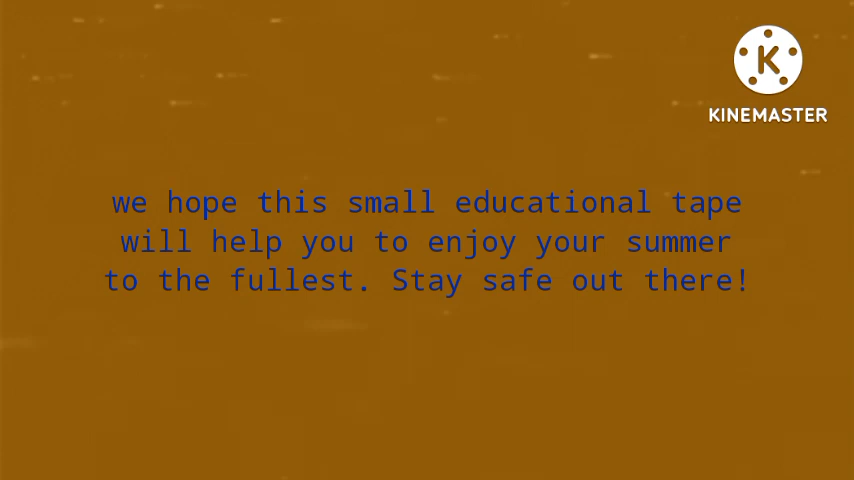 K
KINEMASTER
we hope this small educational tape
will help you to enjoy your summer
to the fullest. Stay safe out there!